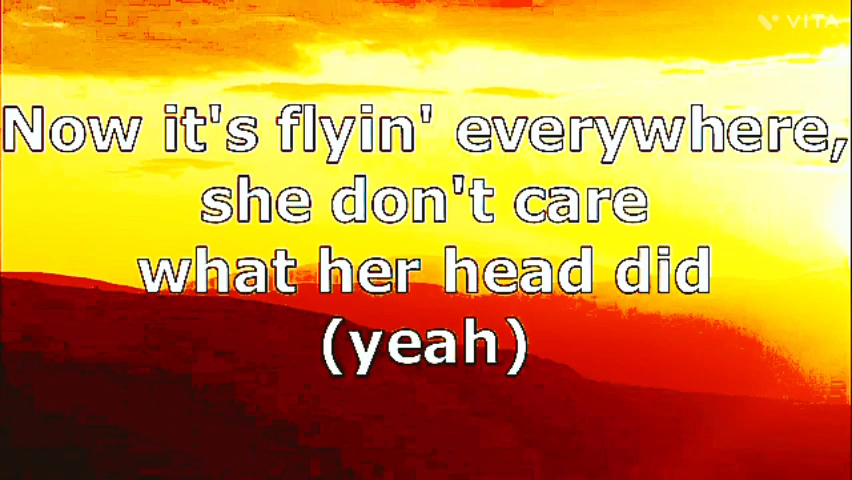 VITA
Now it's flyin' everywhere,
she don't care
what her head did
(yeah)